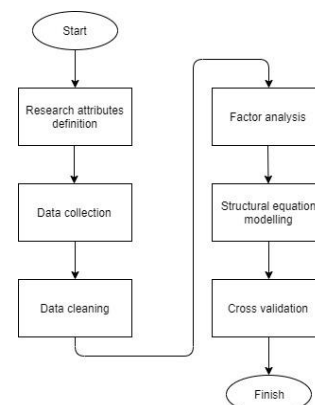 Start
Research attributes
definition
Data collection
Data cleaning
Factor analysis
Structural equation
modelling
Cross validation
Finish